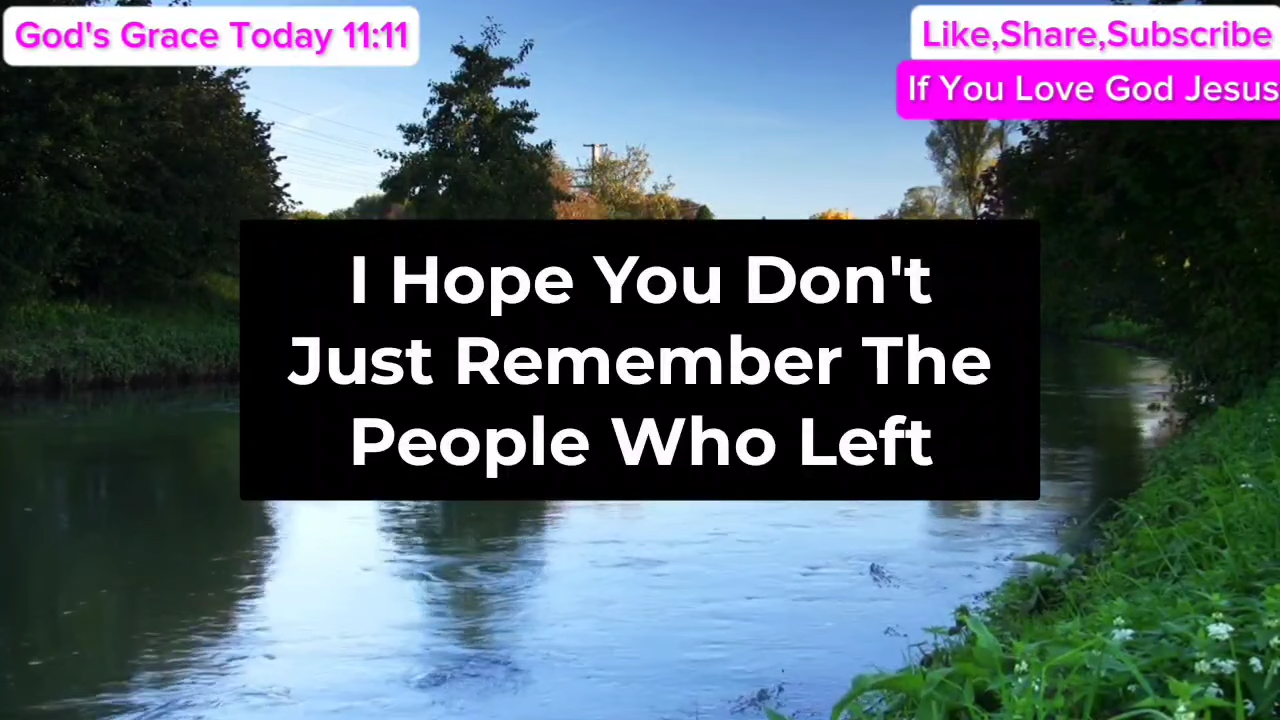 God's Grace Today 11:11
Like,Share,Subscribe
If You Love God Jesus
I Hope You Don't
Just Remember The
People Who Left